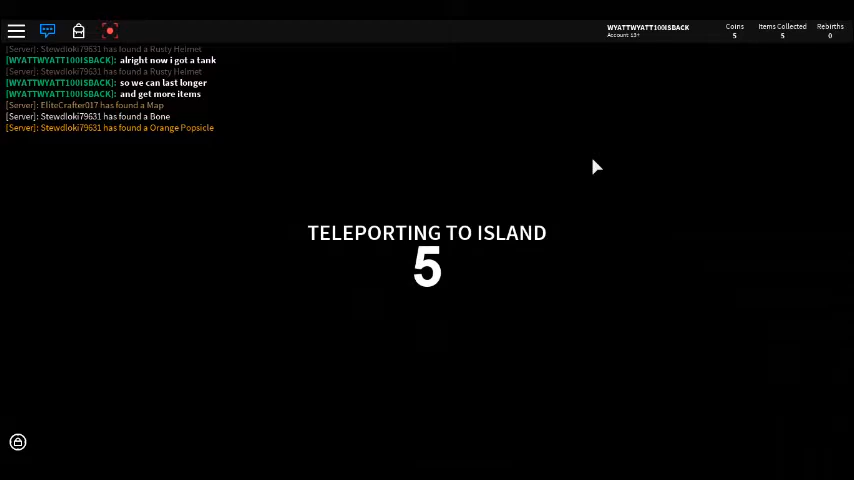 WYATTWYATT100ISBACK Coins Items Collected Rebirths
Account: 13+ 5 5 0
[Server]: Stewdloki79631 has found a Rusty Helmet
[WYATTWYATT100ISBACK]: alright now i got a tank
[Server]: Stewdloki79631 has found a Rusty Helmet
[WYATTWYATT100ISBACK]: so we can last longer
[WYATTWYATT100ISBACK]: and get more items
[Server]: EliteCrafter017 has found a Map
[Server]: Stewdloki79631 has found a Bone
[Server]: Stewdloki79631 has found a Orange Popsicle
TELEPORTING TO ISLAND
5